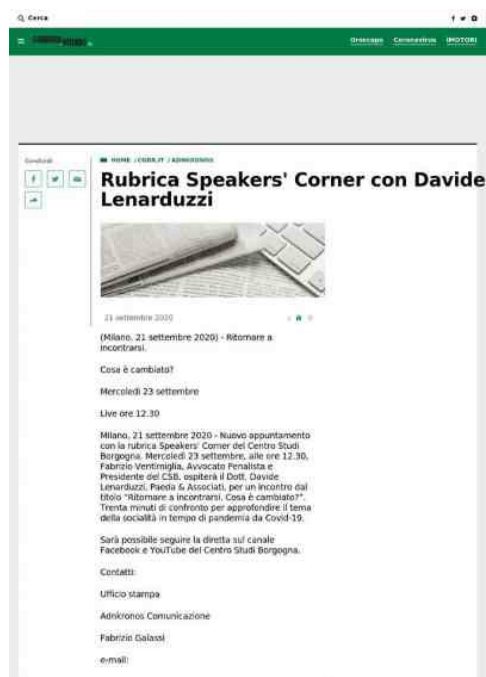 Cerca
Oroscopo Coronavirus IMOTORI
Condividi
HOME / CORR.IT / ADNKRONOS
Rubrica Speakers' Corner con Davide
Lenarduzzi
21 settembre 2020
(Milano, 21 settembre 2020) - Ritornare a
incontrarsi.
Cosa è cambiato?
Mercoledì 23 settembre
Live ore 12.30
Milano, 21 settembre 2020 - Nuovo appuntamento
con la rubrica Speakers' Corner del Centro Studi
Borgogna. Mercoledì 23 settembre, alle ore 12.30,
Fabrizio Ventimiglia, Avvocato Penalista e
Presidente del CSB, ospiterà il Dott. Davide
Lenarduzzi, Paeda & Associati, per un incontro dal
titolo "Ritornare a incontrarsi. Cosa è cambiato?".
Trenta minuti di confronto per approfondire il tema
della socialità in tempo di pandemia da Covid-19.
Sarà possibile seguire la diretta sul canale
Facebook e YouTube del Centro Studi Borgogna.
Contatti:
Ufficio stampa
Adnkronos Comunicazione
Fabrizio Galassi
e-mail: